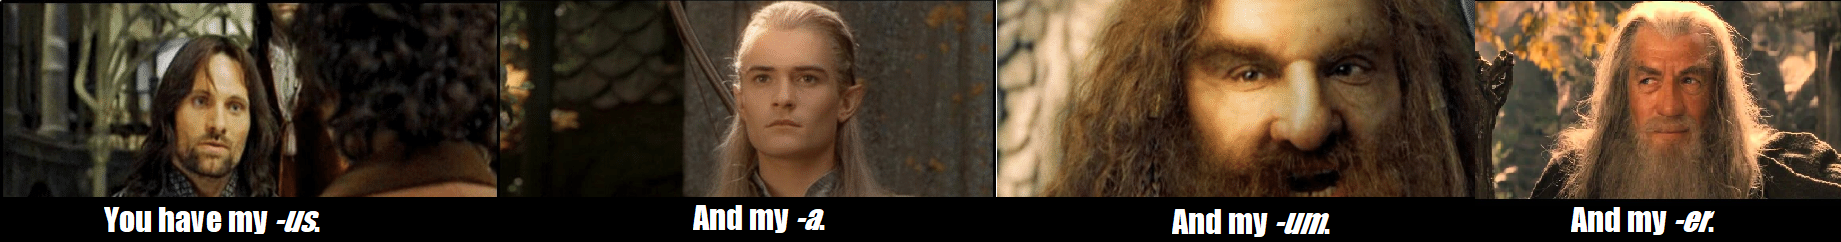 You have my -us.
And my -a.
And my -um.
And my -er.